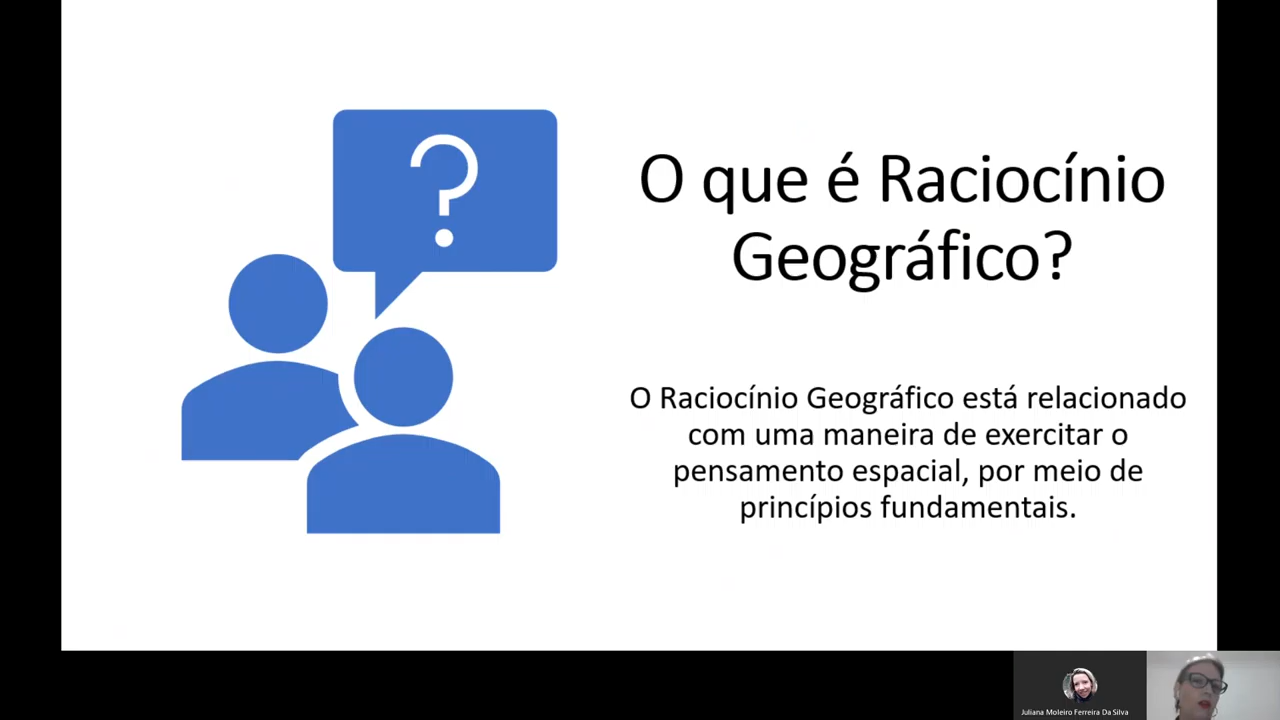 ?
O que é Raciocínio
Geográfico?
O Raciocínio Geográfico está relacionado
com uma maneira de exercitar o
pensamento espacial, por meio de
princípios fundamentais.
Juliana Moleiro Ferreira Da Silva